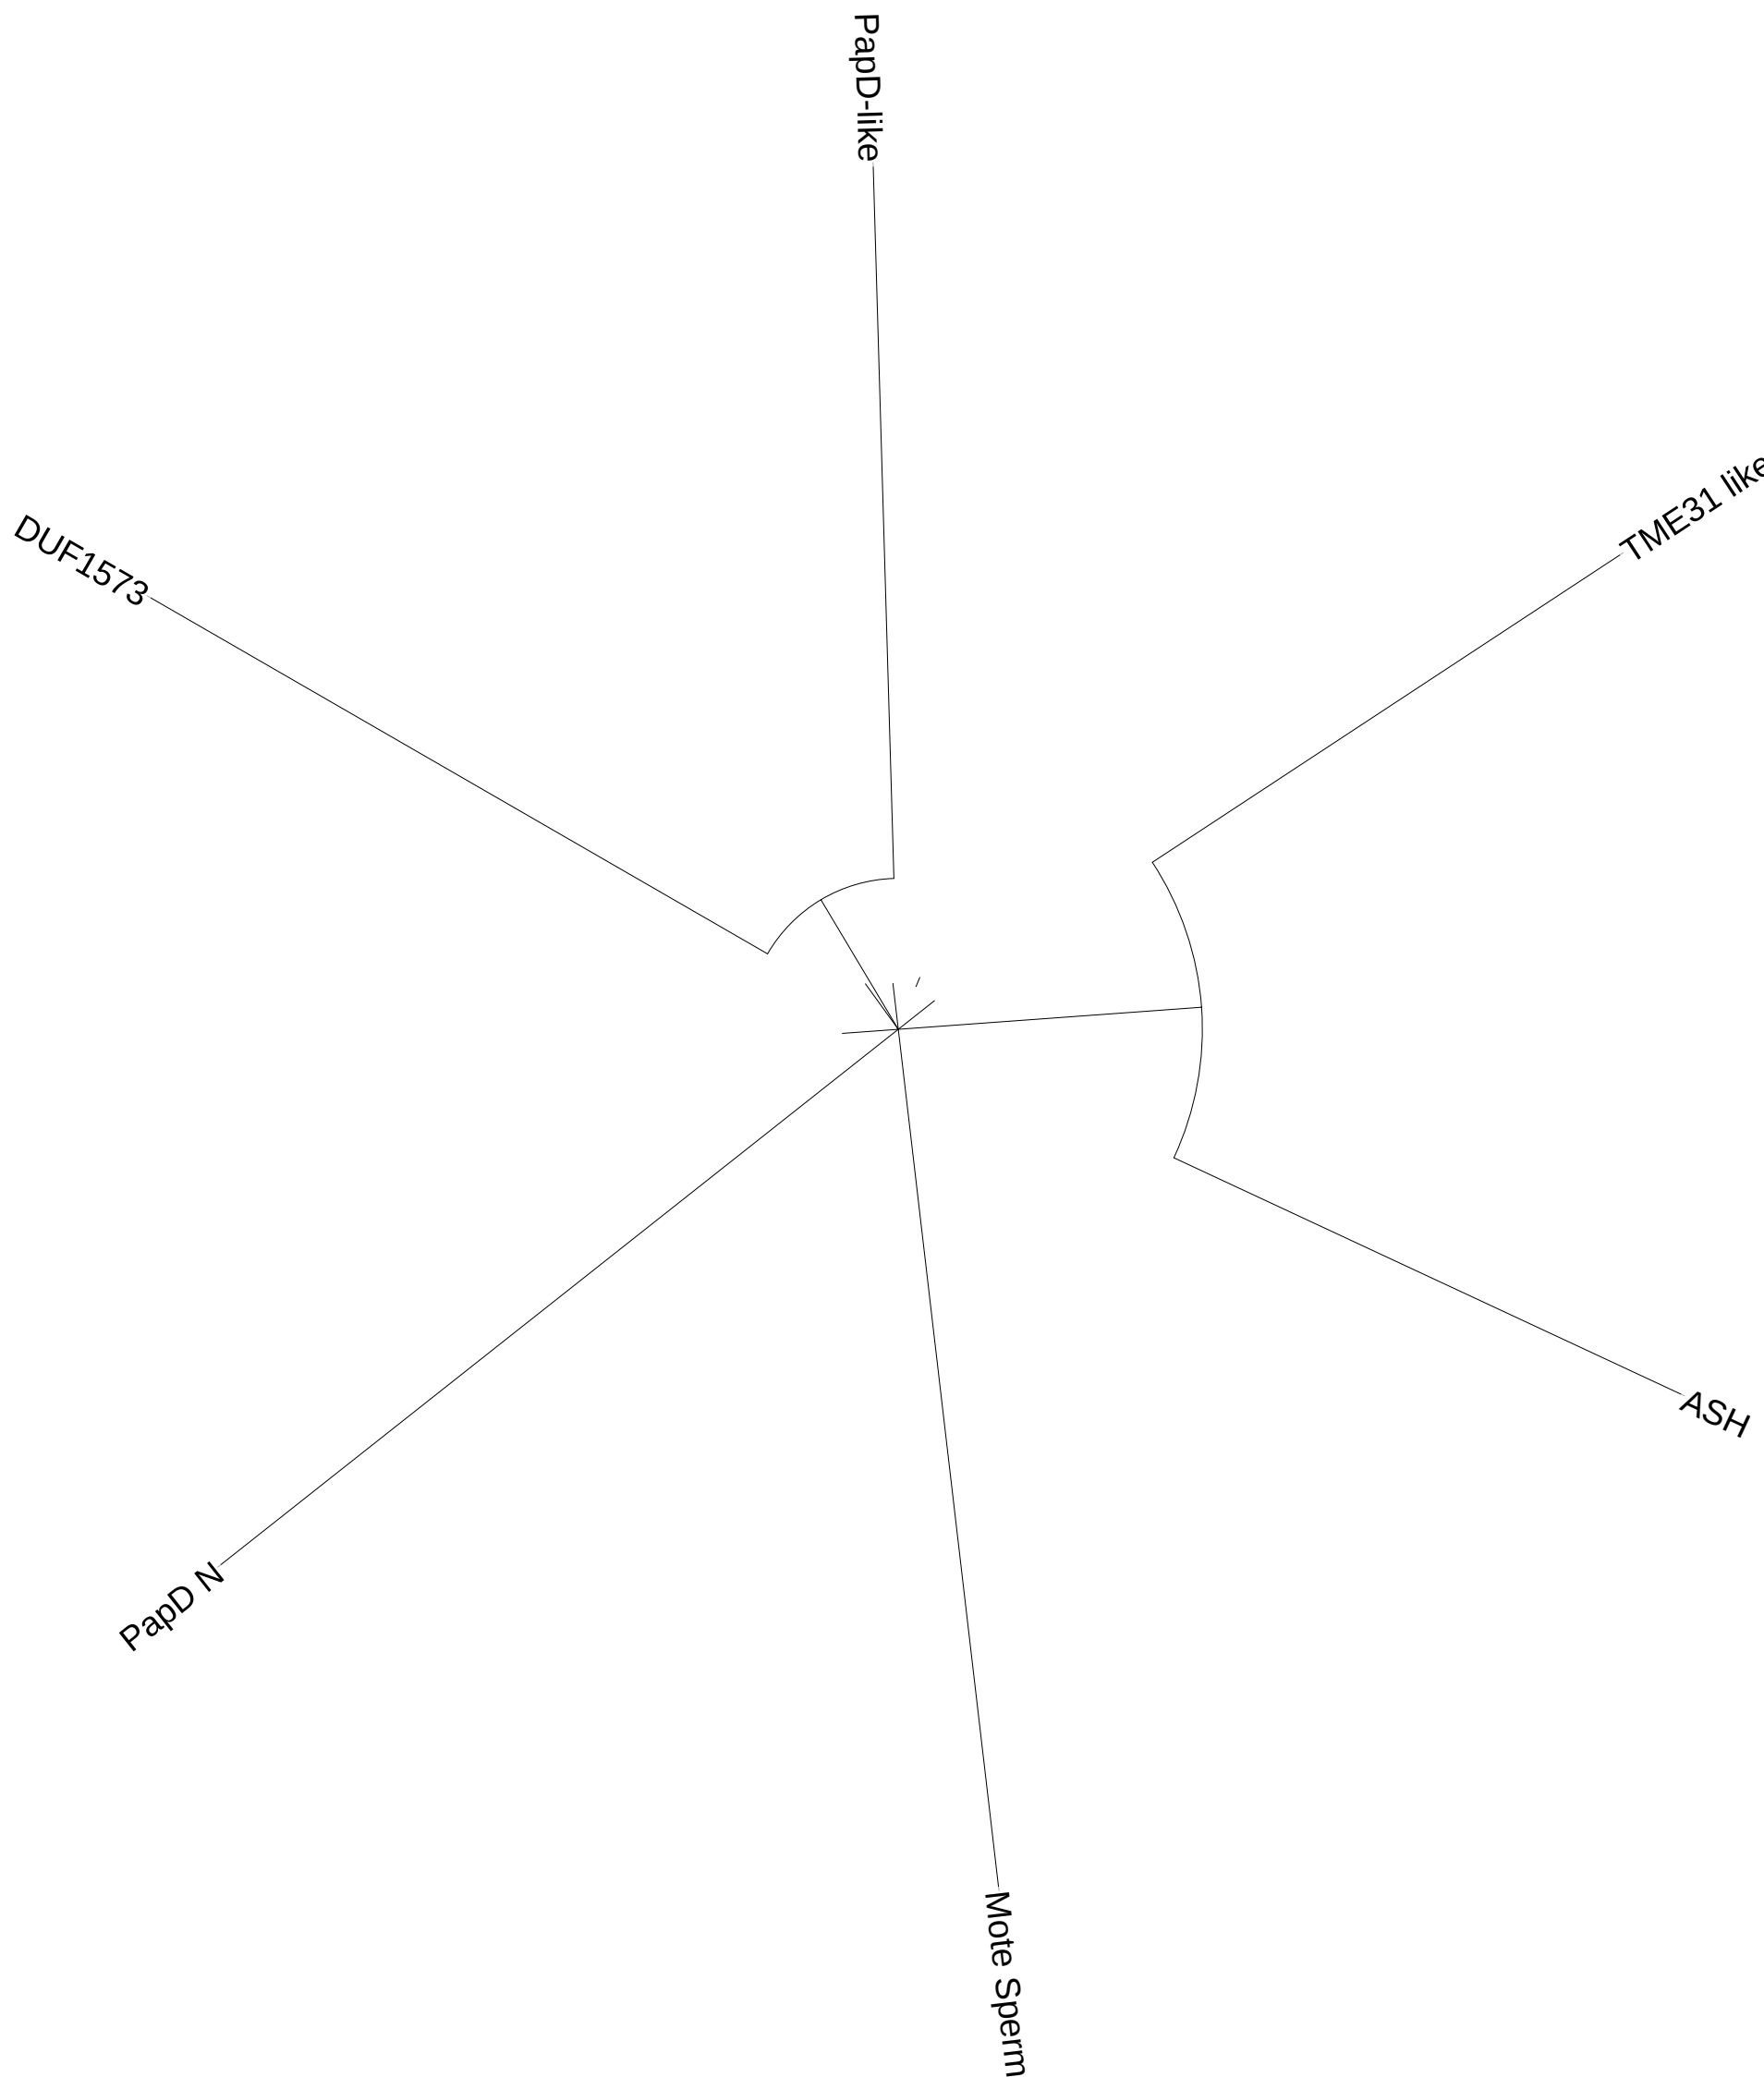 PapD-like
TME31 like
DUF1573
ASH
PapD N
Mote Sperm